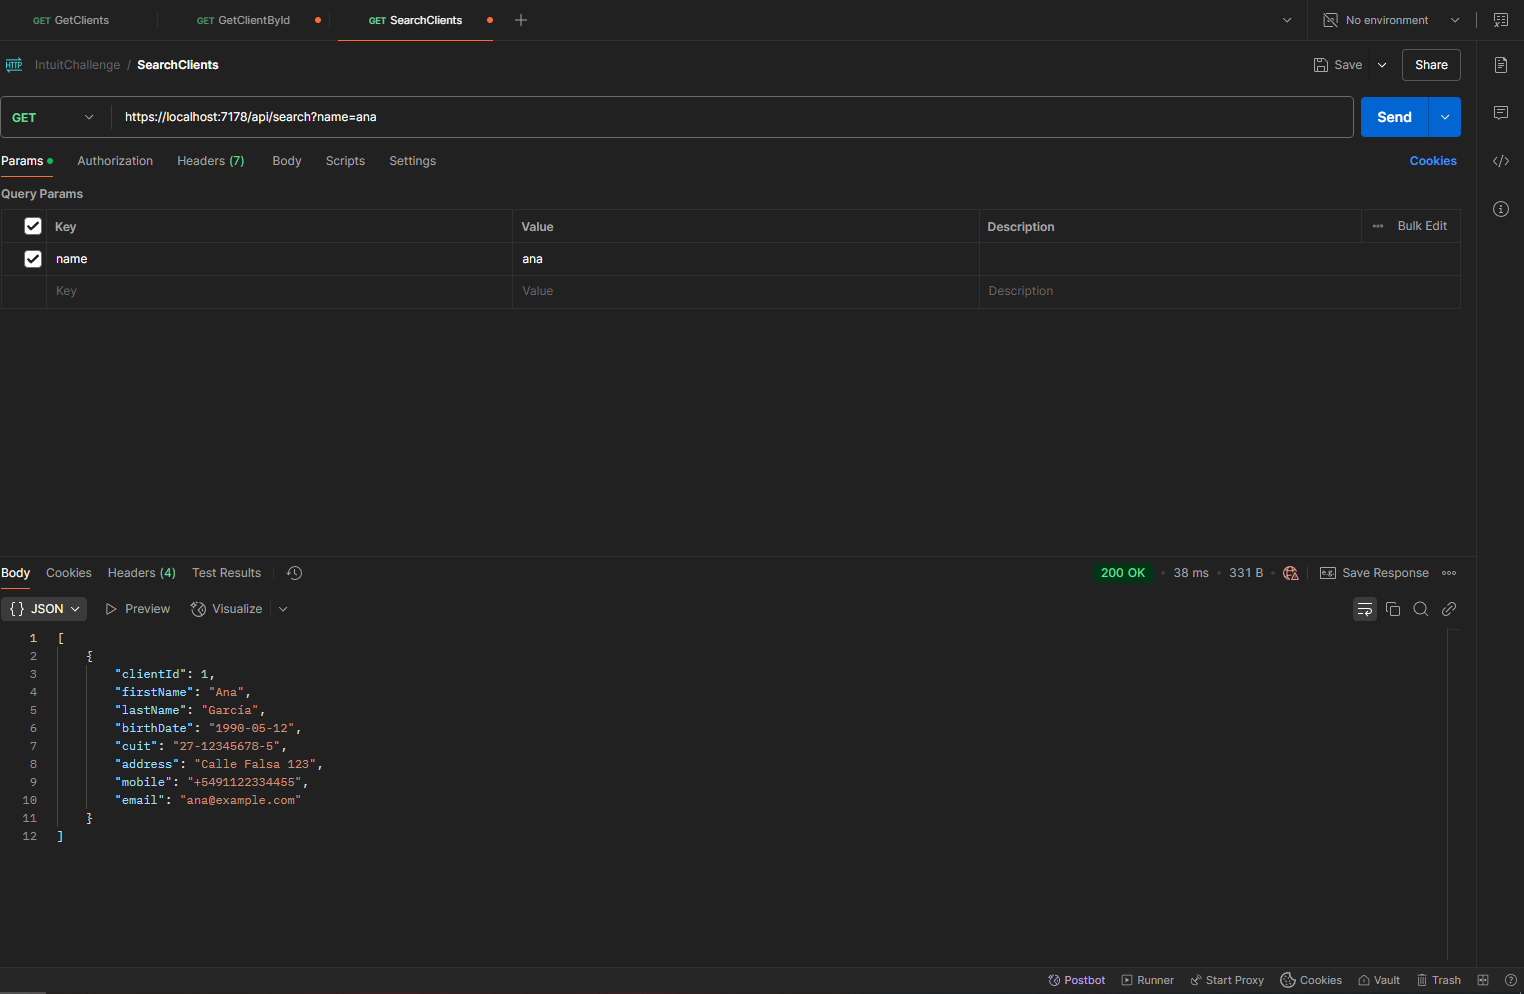 GET GetClients GET GetClientById GET SearchClients No environment
HTTP IntuitChallenge / SearchClients Save Share
GET https://localhost:7178/api/search?name=ana Send
Params Authorization Headers (7) Body Scripts Settings Cookies
Query Params
Key Value Description Bulk Edit
name ana
Key Value Description
Body Cookies Headers (4) Test Results 200 OK 38 ms 331 B e.g. Save Response
{} JSON Preview Visualize
1 [
2 {
3 "clientId": 1,
4 "firstName": "Ana",
5 "lastName": "García",
6 "birthDate": "1990-05-12",
7 "cuit": "27-12345678-5",
8 "address": "Calle Falsa 123",
9 "mobile": "+5491122334455",
10 "email": "ana@example.com"
11 }
12 ]
Postbot Runner Start Proxy Cookies Vault Trash